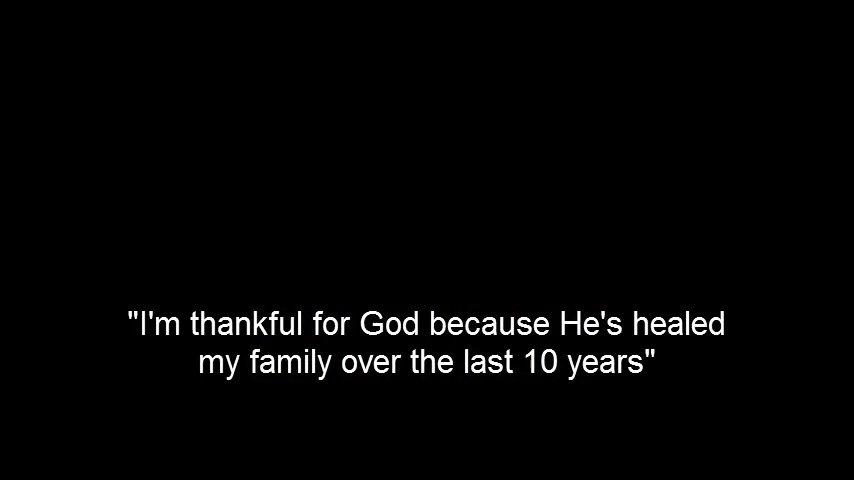 "I'm thankful for God because He's healed
my family over the last 10 years"